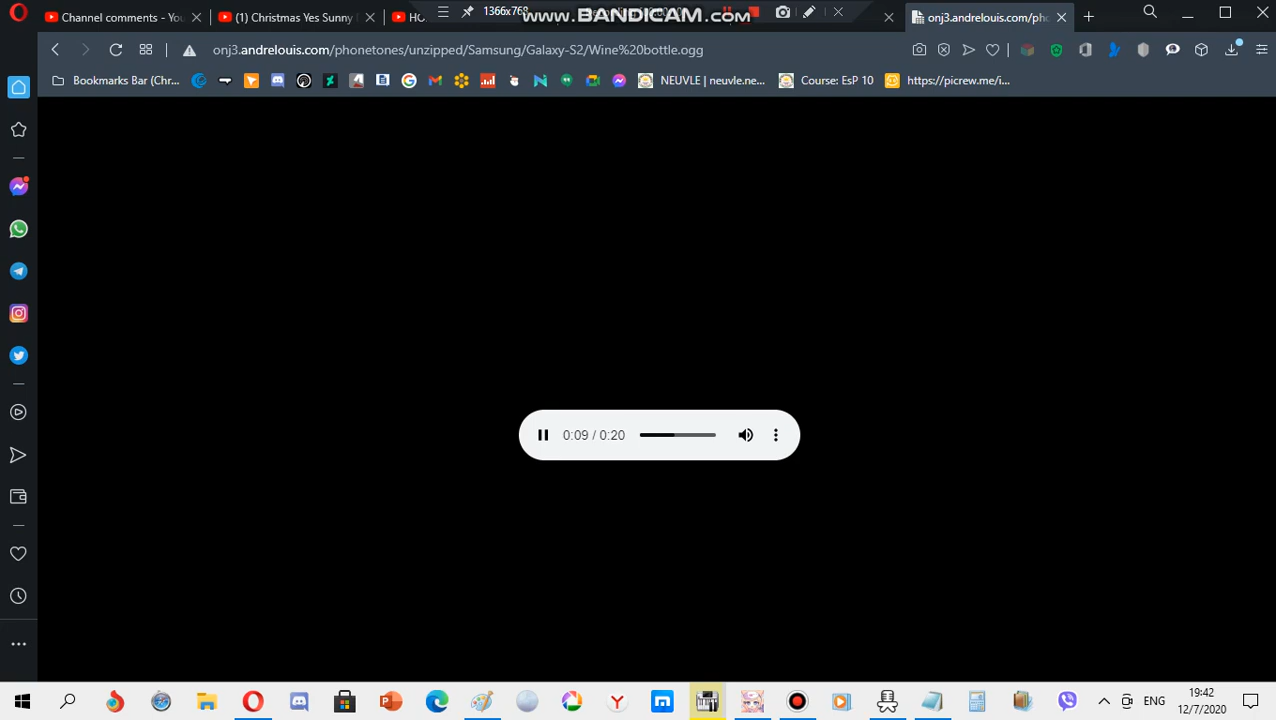 Channel comments - You
(1) Christmas Yes Sunny
HO
1366x768
www.BANDICAM.com
onj3.andrelouis.com/pho
onj3.andrelouis.com/phonetones/unzipped/Samsung/Galaxy-S2/Wine%20bottle.ogg
Bookmarks Bar (Chr...
NEUVLE | neuvle.ne...
Course: EsP 10
https://picrew.me/i...
0:09 / 0:20
ENG
19:42
12/7/2020